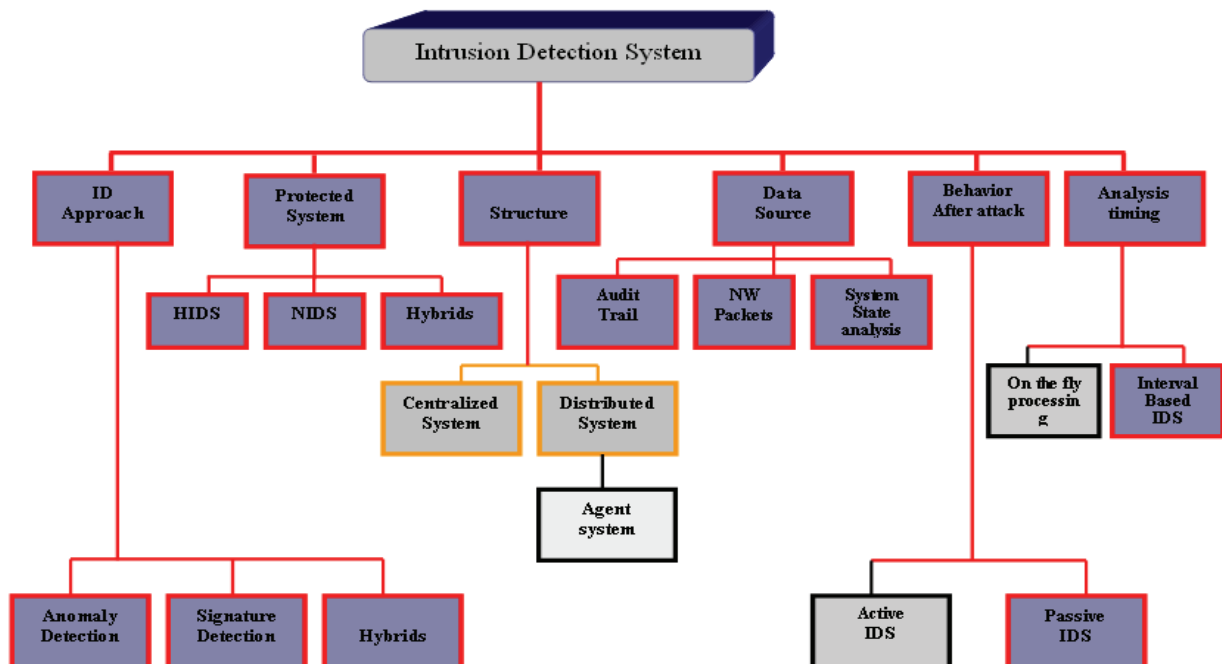 Intrusion Detection System
ID
Approach
Protected
System
Structure
Data
Source
Behavior
After attack
Analysis
timing
HIDS
NIDS
Hybrids
Audit
Trail
NW
Packets
System
State
analysis
Centralized
System
Distributed
System
On the fly
processin
g
Interval
Based
IDS
Agent
system
Anomaly
Detection
Signature
Detection
Hybrids
Active
IDS
Passive
IDS